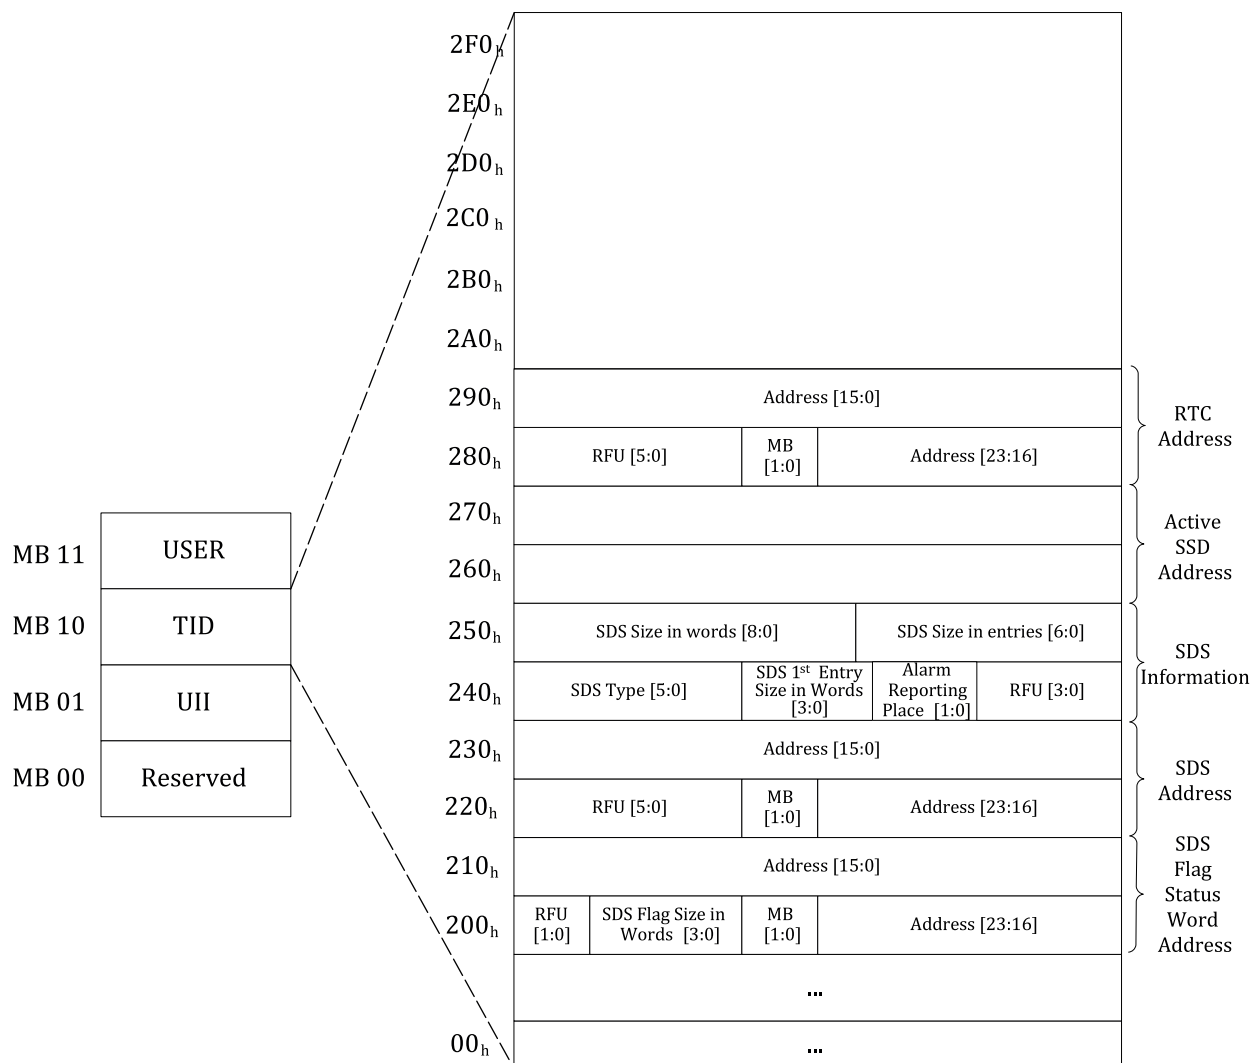 2F0h
2E0h
2D0h
2C0h
2B0h
2A0h
290h
Address [15:0]
RTC
Address
280h
RFU [5:0]
MB
[1:0]
Address [23:16]
270h
260h
Active
SSD
Address
250h
SDS Size in words [8:0]
SDS Size in entries [6:0]
SDS
Information
240h
SDS Type [5:0]
SDS 1st Entry
Size in Words
[3:0]
Alarm
Reporting
Place [1:0]
RFU [3:0]
230h
Address [15:0]
SDS
Address
220h
RFU [5:0]
MB
[1:0]
Address [23:16]
210h
Address [15:0]
SDS
Flag
Status
Word
Address
200h
RFU
[1:0]
SDS Flag Size in
Words [3:0]
MB
[1:0]
Address [23:16]
...
00h
...
MB 11
USER
MB 10
TID
MB 01
UII
MB 00
Reserved